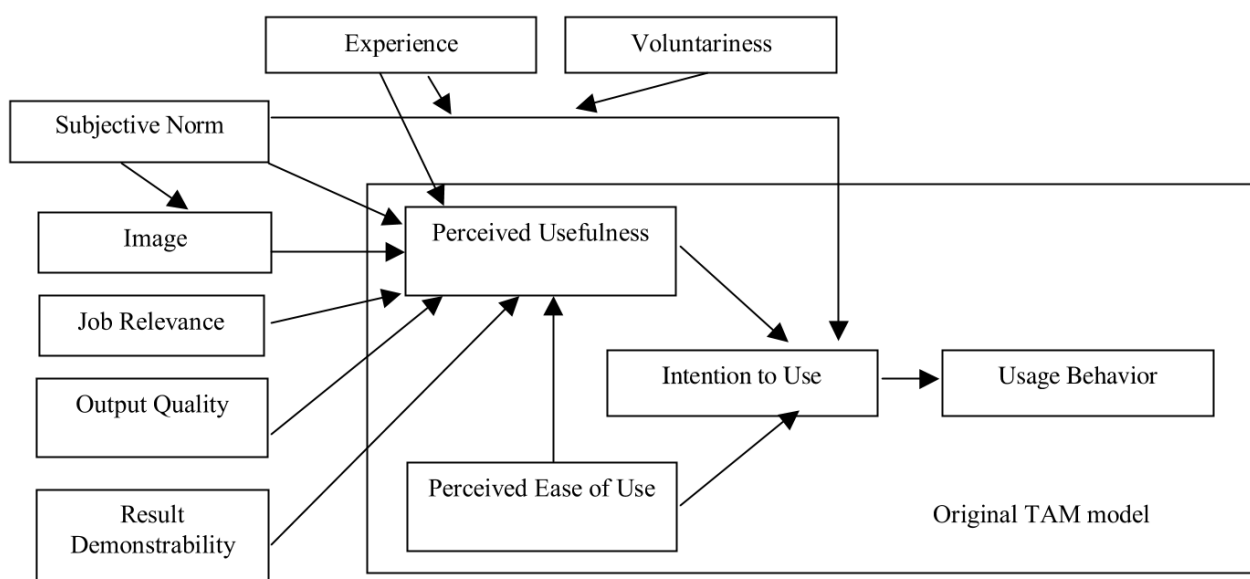 Experience
Voluntariness
Subjective Norm
Image
Perceived Usefulness
Job Relevance
Intention to Use
Usage Behavior
Output Quality
Perceived Ease of Use
Result
Demonstrability
Original TAM model